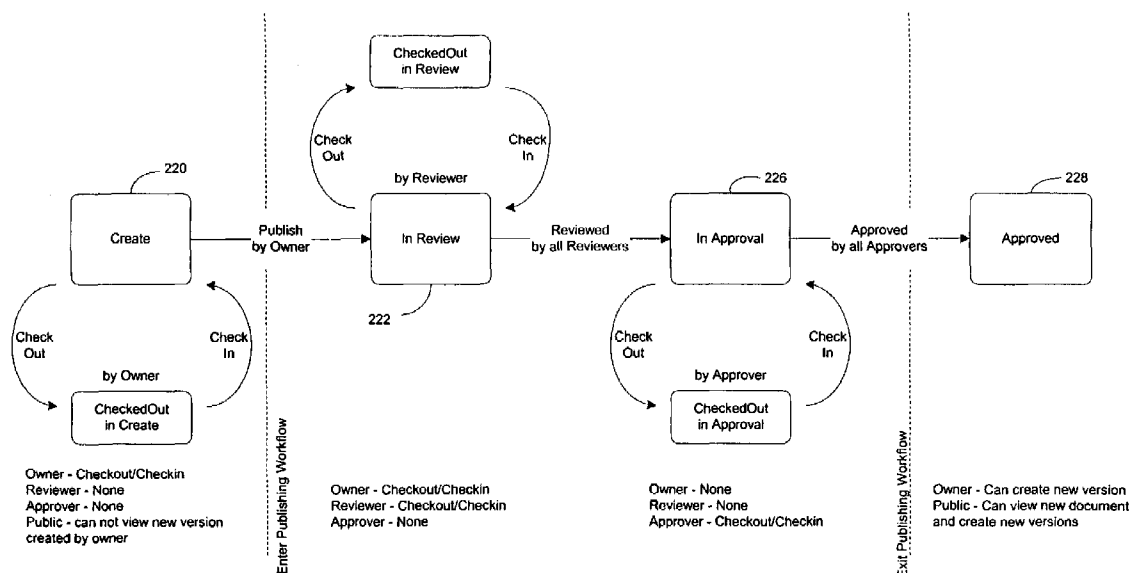 CheckedOut
in Review
Check
Out
Check
In
by Reviewer
220
Create
Publish
by Owner
In Review
222
Reviewed
by all Reviewers
226
In Approval
Approved
by all Approvers
228
Approved
Check
Out
Check
In
by Owner
CheckedOut
in Create
Check
Out
Check
In
by Approver
CheckedOut
in Approval
Owner - Checkout/Checkin
Reviewer - None
Approver - None
Public - can not view new version
created by owner
Enter Publishing Workflow
Owner - Checkout/Checkin
Reviewer - Checkout/Checkin
Approver - None
Owner - None
Reviewer - None
Approver - Checkout/Checkin
Exit Publishing Workflow
Owner - Can create new version
Public - Can view new document
and create new versions